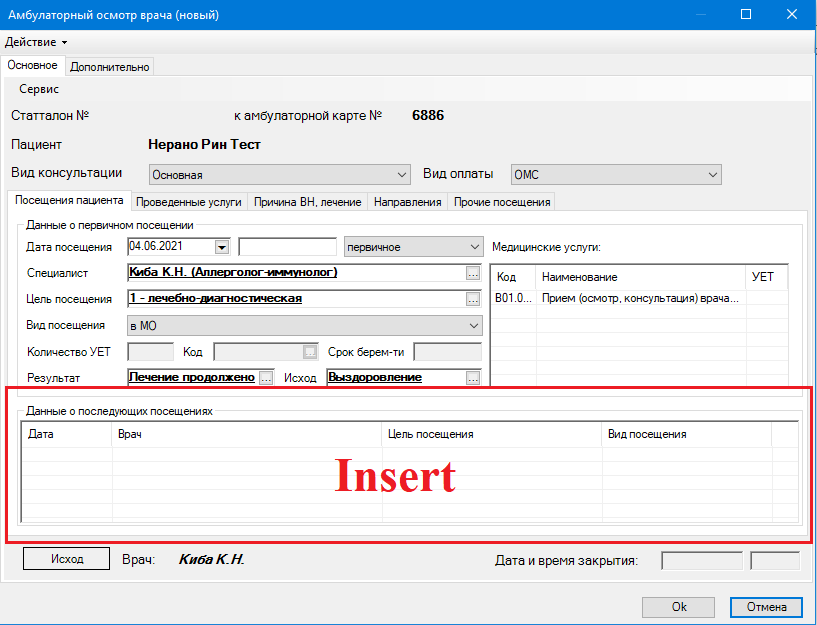 Амбулаторный осмотр врача (новый)
Действие
Основное Дополнительно
Сервис
Статталон № к амбулаторной карте № 6886
Пациент Нерано Рин Тест
Вид консультации Основная Вид оплаты ОМС
Посещения пациента Проведенные услуги Причина ВН, лечение Направления Прочие посещения
Данные о первичном посещении
Дата посещения 04.06.2021 первичное Медицинские услуги:
Специалист Киба К.Н. (Аллерголог-иммунолог) ... Код Наименование УЕТ
Цель посещения 1 - лечебно-диагностическая ... B01.0... Прием (осмотр, консультация) врача...
Вид посещения в МО
Количество УЕТ Код Срок берем-ти
Результат Лечение продолжено ... Исход Выздоровление ...
Данные о последующих посещениях
Дата Врач Цель посещения Вид посещения
Insert
Исход Врач: Киба К.Н. Дата и время закрытия:
Ok Отмена